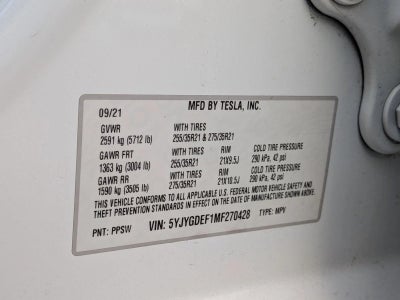 09/21 MFD BY TESLA, INC.
GVWR WITH TIRES
2591 kg (5712 lb) 255/35R21 & 275/35R21
GAWR FRT WITH TIRES RIM COLD TIRE PRESSURE
1363 kg (3004 lb) 255/35R21 21X9.5J 290 kPa, 42 psi
GAWR RR WITH TIRES RIM COLD TIRE PRESSURE
1590 kg (3505 lb) 275/35R21 21X10.5J 290 kPa, 42 psi
THIS VEHICLE CONFORMS TO ALL APPLICABLE U.S. FEDERAL MOTOR VEHICLE SAFETY AND
THEFT PREVENTION STANDARDS IN EFFECT ON THE DATE OF MANUFACTURE SHOWN ABOVE.
PNT: PPSW VIN: 5YJYGDEF1MF270428 TYPE: MPV